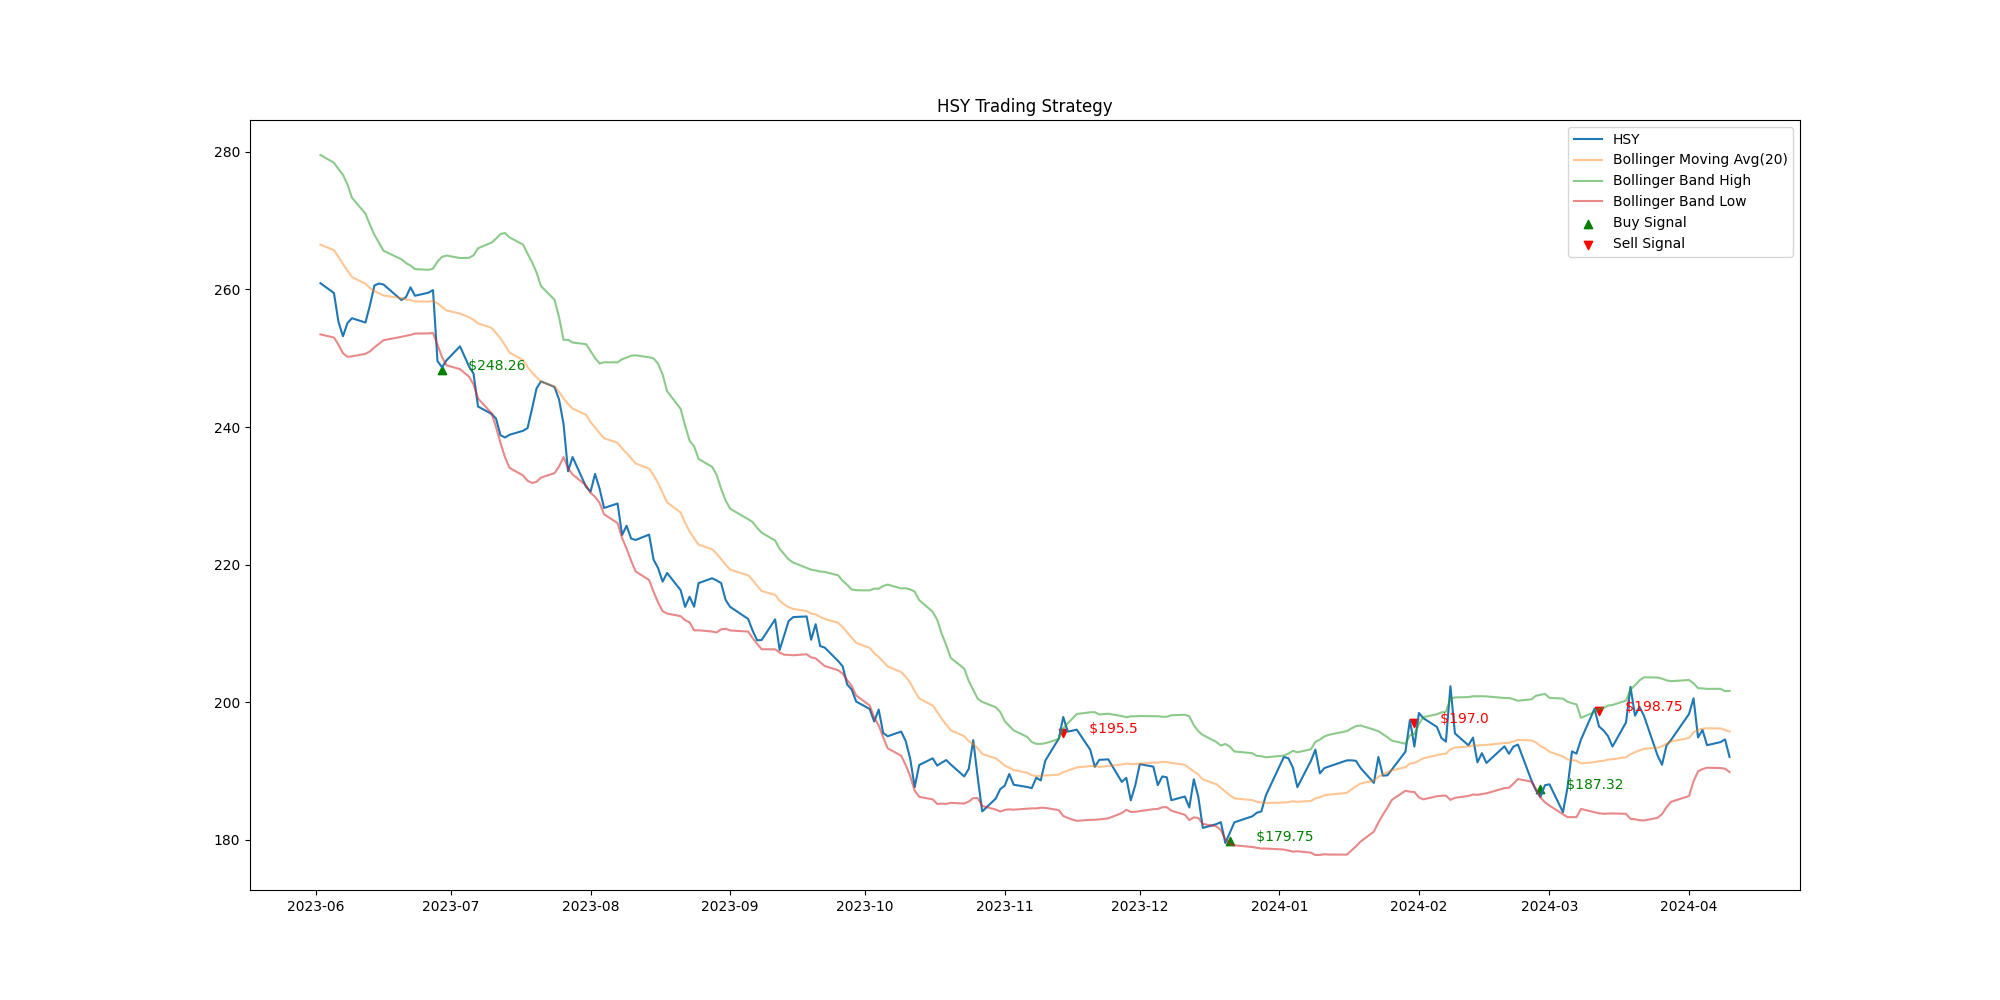 HSY Trading Strategy
HSY
Bollinger Moving Avg(20)
Bollinger Band High
Bollinger Band Low
Buy Signal
Sell Signal
280
260
240
220
200
180
$248.26
$195.5
$179.75
$197.0
$187.32
$198.75
2023-06 2023-07 2023-08 2023-09 2023-10 2023-11 2023-12 2024-01 2024-02 2024-03 2024-04